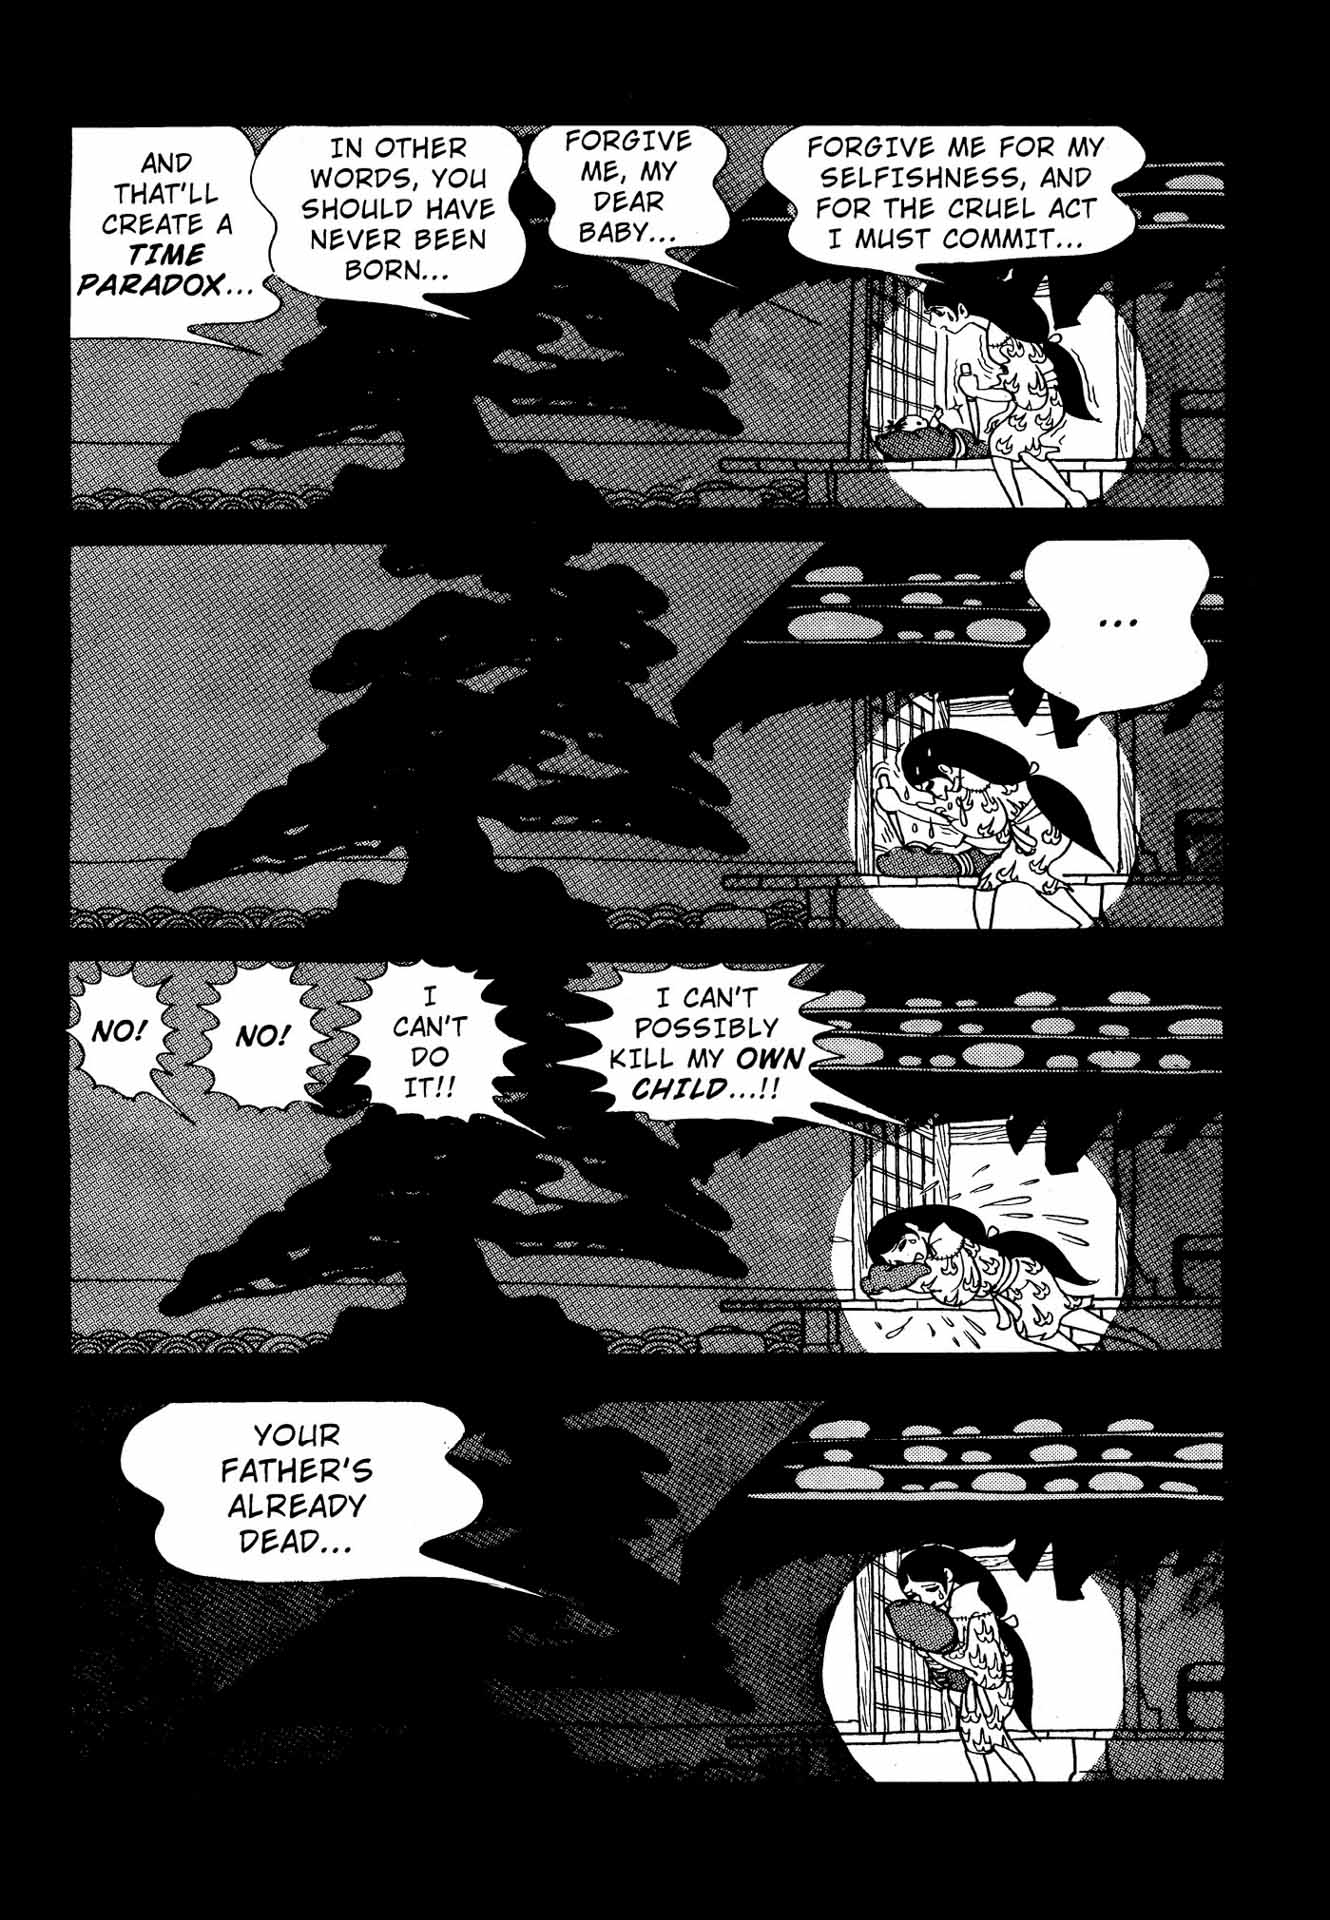 AND
THAT'LL
CREATE A
TIME
PARADOX...
IN OTHER
WORDS, YOU
SHOULD HAVE
NEVER BEEN
BORN...
FORGIVE
ME, MY
DEAR
BABY...
FORGIVE ME FOR MY
SELFISHNESS, AND
FOR THE CRUEL ACT
I MUST COMMIT...
...
NO!
NO!
I
CAN'T
DO
IT!!
I CAN'T
POSSIBLY
KILL MY OWN
CHILD...!!
YOUR
FATHER'S
ALREADY
DEAD...